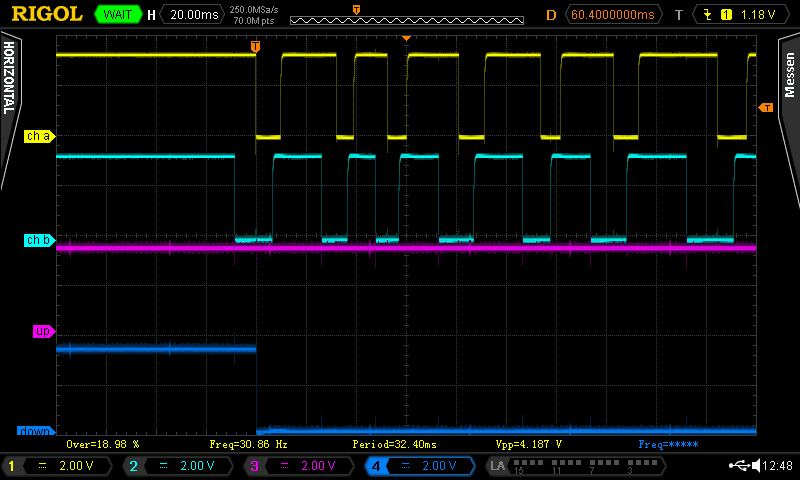 RIGOL WAIT H 20.00ms 250.0MSa/s 70.0M pts D 60.4000000ms T 1 1.18 V
HORIZONTAL
Messen
T
T
T
ch a
ch b
up
down
Over=18.98 % Freq=30.86 Hz Period=32.40ms Vpp=4.187 V Freq=*****
1 2.00 V 2 2.00 V 3 2.00 V 4 2.00 V LA 15 11 7 3 12:48